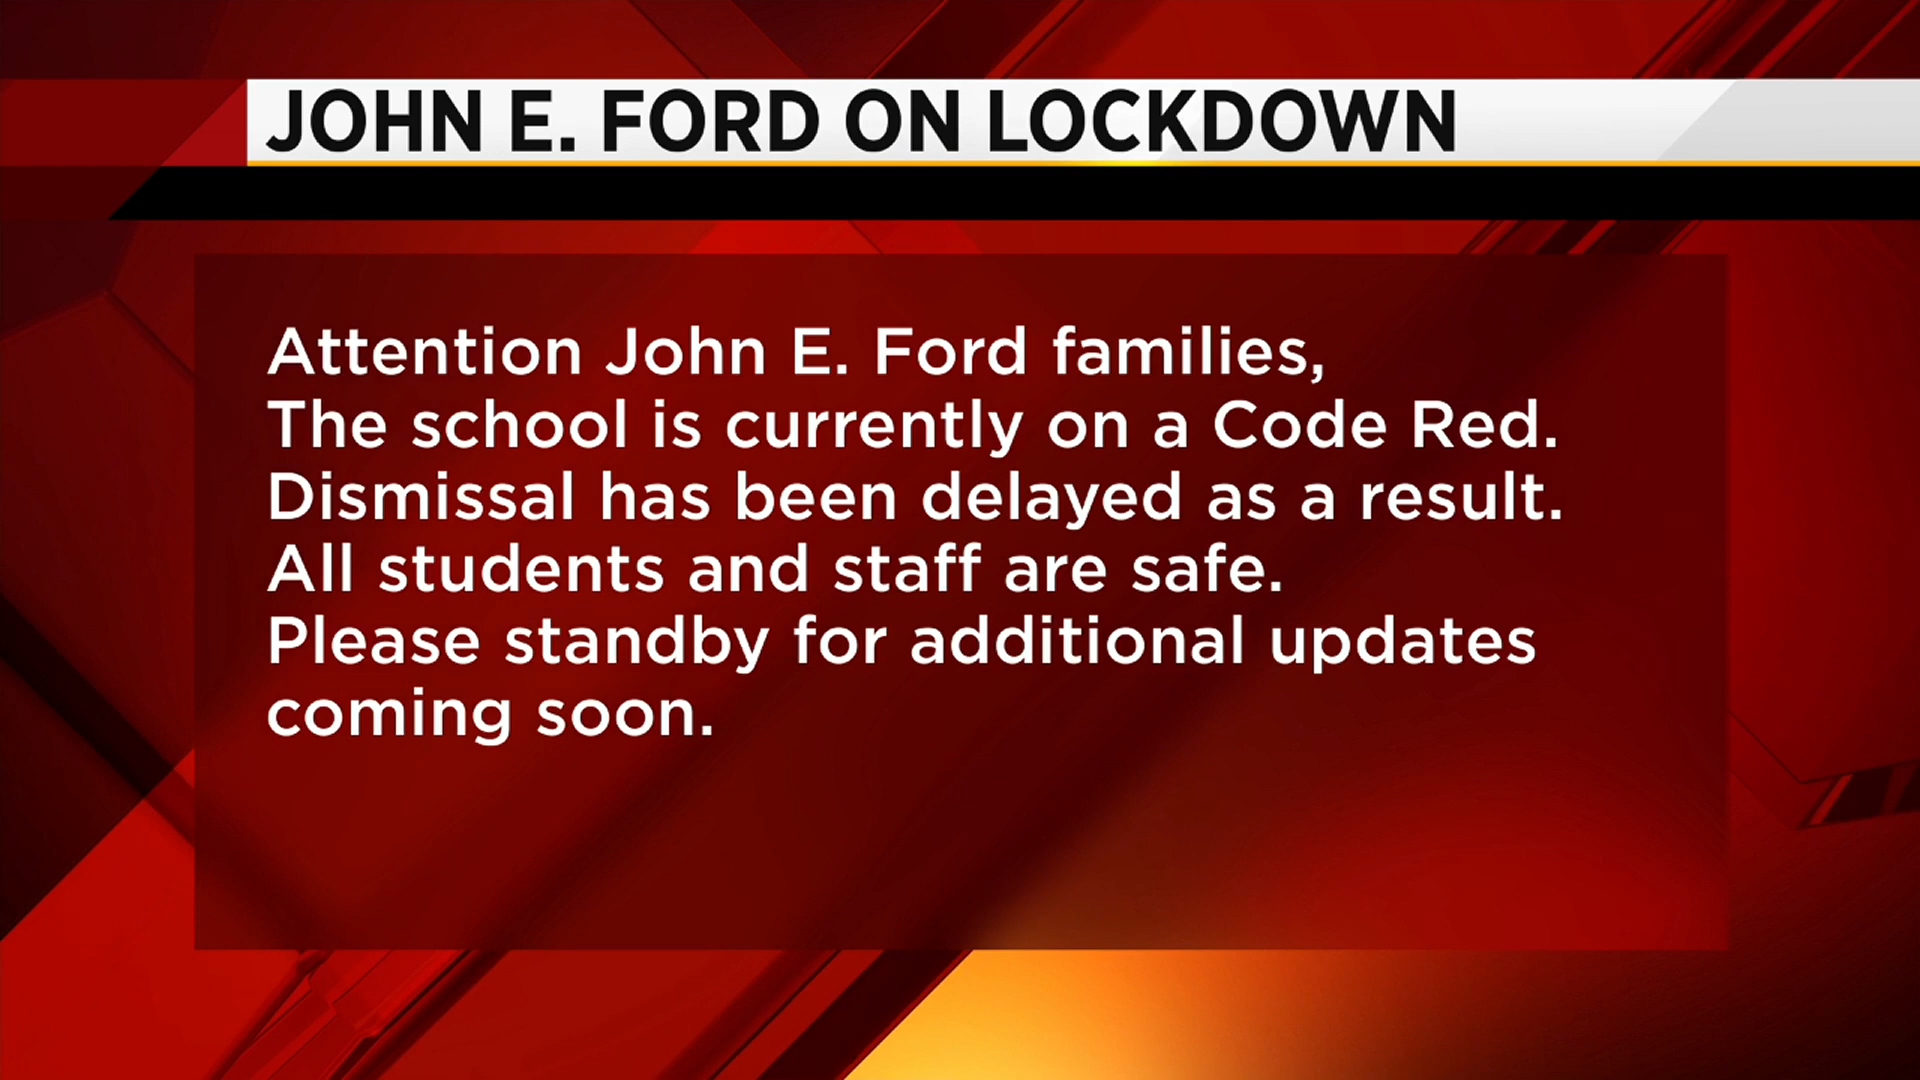 JOHN E. FORD ON LOCKDOWN
Attention John E. Ford families,
The school is currently on a Code Red.
Dismissal has been delayed as a result.
All students and staff are safe.
Please standby for additional updates
coming soon.